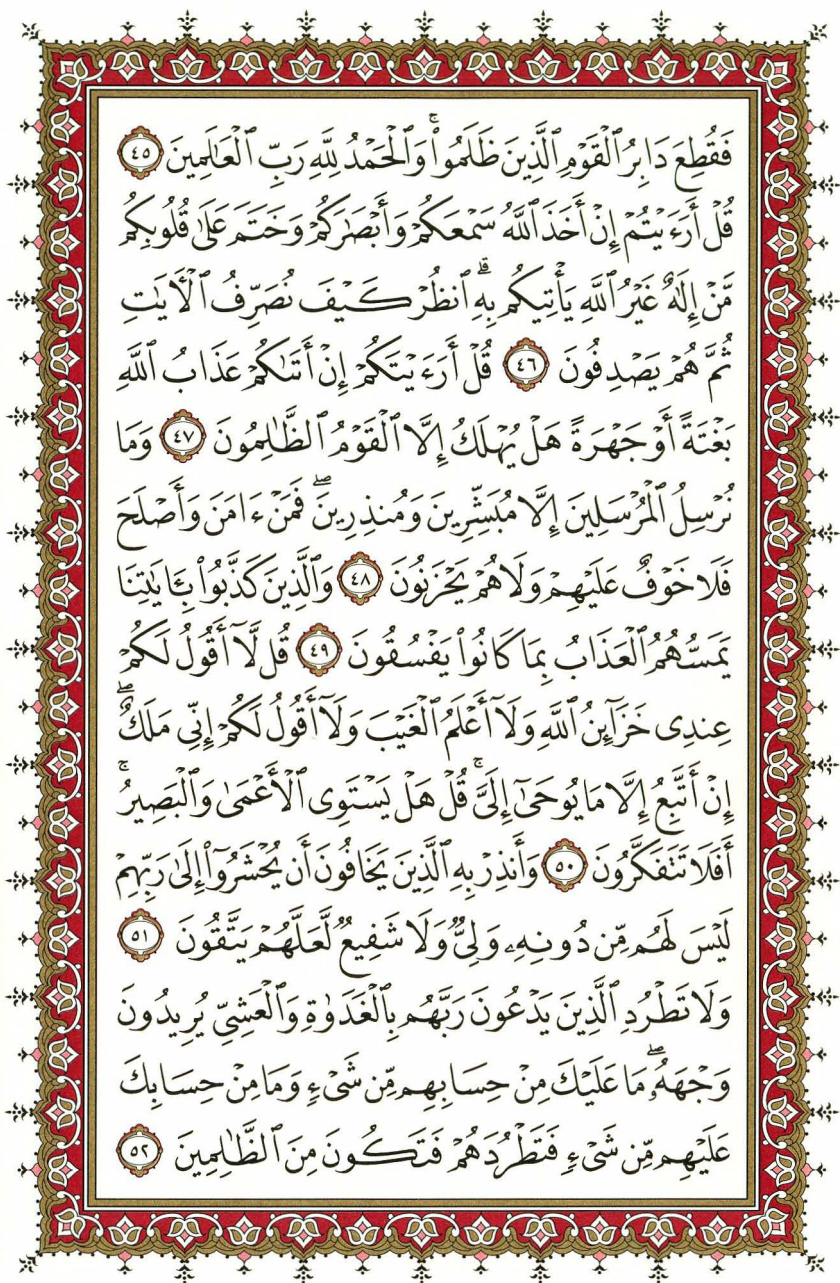 فَقُطِعَ دَابِرُ ٱلْقَوْمِ ٱلَّذِينَ ظَلَمُوا۟ ۚ وَٱلْحَمْدُ لِلَّهِ رَبِّ ٱلْعَـٰلَمِينَ ٤٥
قُلْ أَرَءَيْتُمْ إِنْ أَخَذَ ٱللَّهُ سَمْعَكُمْ وَأَبْصَـٰرَكُمْ وَخَتَمَ عَلَىٰ قُلُوبِكُم
مَّنْ إِلَـٰهٌ غَيْرُ ٱللَّهِ يَأْتِيكُم بِهِ ۗ ٱنظُرْ كَيْفَ نُصَرِّفُ ٱلْـَٔايَـٰتِ
ثُمَّ هُمْ يَصْدِفُونَ ٤٦ قُلْ أَرَءَيْتَكُمْ إِنْ أَتَىٰكُمْ عَذَابُ ٱللَّهِ
بَغْتَةً أَوْ جَهْرَةً هَلْ يُهْلَكُ إِلَّا ٱلْقَوْمُ ٱلظَّـٰلِمُونَ ٤٧ وَمَا
نُرْسِلُ ٱلْمُرْسَلِينَ إِلَّا مُبَشِّرِينَ وَمُنذِرِينَ ۖ فَمَنْ ءَامَنَ وَأَصْلَحَ
فَلَا خَوْفٌ عَلَيْهِمْ وَلَا هُمْ يَحْزَنُونَ ٤٨ وَٱلَّذِينَ كَذَّبُوا۟ بِـَٔايَـٰتِنَا
يَمَسُّهُمُ ٱلْعَذَابُ بِمَا كَانُوا۟ يَفْسُقُونَ ٤٩ قُل لَّآ أَقُولُ لَكُمْ
عِندِى خَزَآئِنُ ٱللَّهِ وَلَآ أَعْلَمُ ٱلْغَيْبَ وَلَآ أَقُولُ لَكُمْ إِنِّى مَلَكٌ ۖ
إِنْ أَتَّبِعُ إِلَّا مَا يُوحَىٰٓ إِلَىَّ ۚ قُلْ هَلْ يَسْتَوِى ٱلْأَعْمَىٰ وَٱلْبَصِيرُ ۚ
أَفَلَا تَتَفَكَّرُونَ ٥٠ وَأَنذِرْ بِهِ ٱلَّذِينَ يَخَافُونَ أَن يُحْشَرُوٓا۟ إِلَىٰ رَبِّهِمْ
لَيْسَ لَهُم مِّن دُونِهِۦ وَلِىٌّ وَلَا شَفِيعٌ لَّعَلَّهُمْ يَتَّقُونَ ٥١
وَلَا تَطْرُدِ ٱلَّذِينَ يَدْعُونَ رَبَّهُم بِٱلْغَدَوٰةِ وَٱلْعَشِىِّ يُرِيدُونَ
وَجْهَهُۥ ۖ مَا عَلَيْكَ مِنْ حِسَابِهِم مِّن شَىْءٍ وَمَا مِنْ حِسَابِكَ
عَلَيْهِم مِّن شَىْءٍ فَتَطْرُدَهُمْ فَتَكُونَ مِنَ ٱلظَّـٰلِمِينَ ٥٢